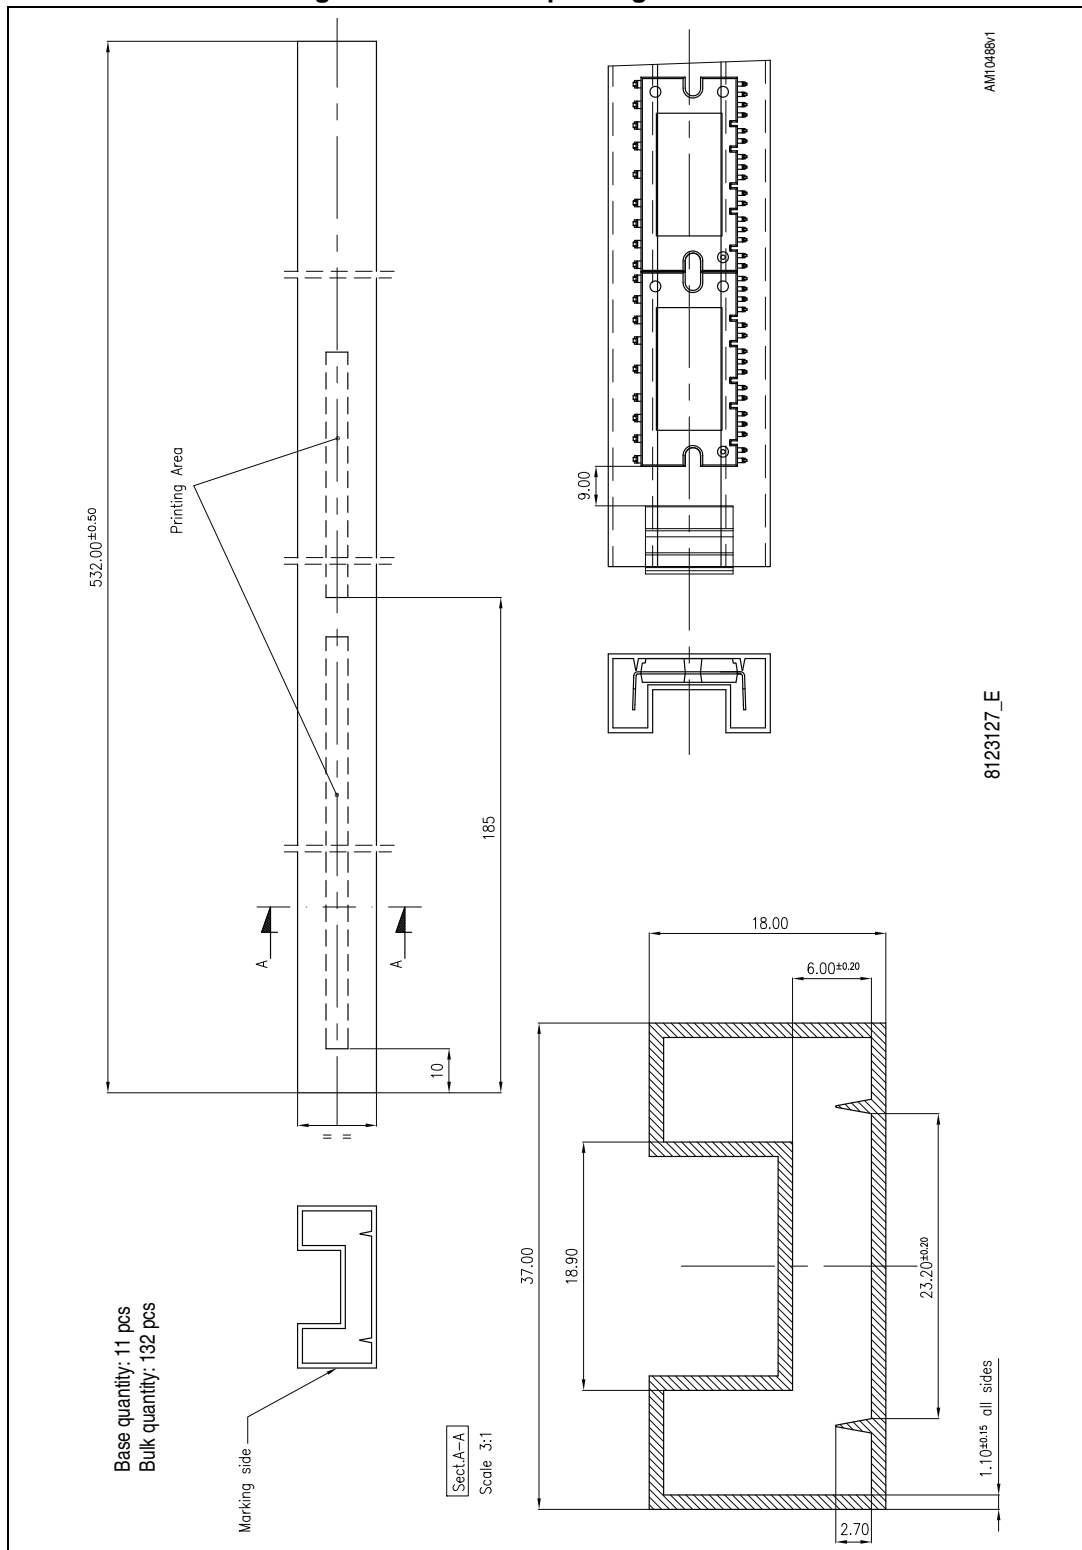 AM10488v1
532.00±0.50
Printing Area
9.00
185
8123127_E
A
A
10
= =
18.00
6.00±0.20
37.00
18.90
23.20±0.20
1.10±0.15 all sides
2.70
Base quantity: 11 pcs
Bulk quantity: 132 pcs
Marking side
Sect.A-A
Scale 3:1